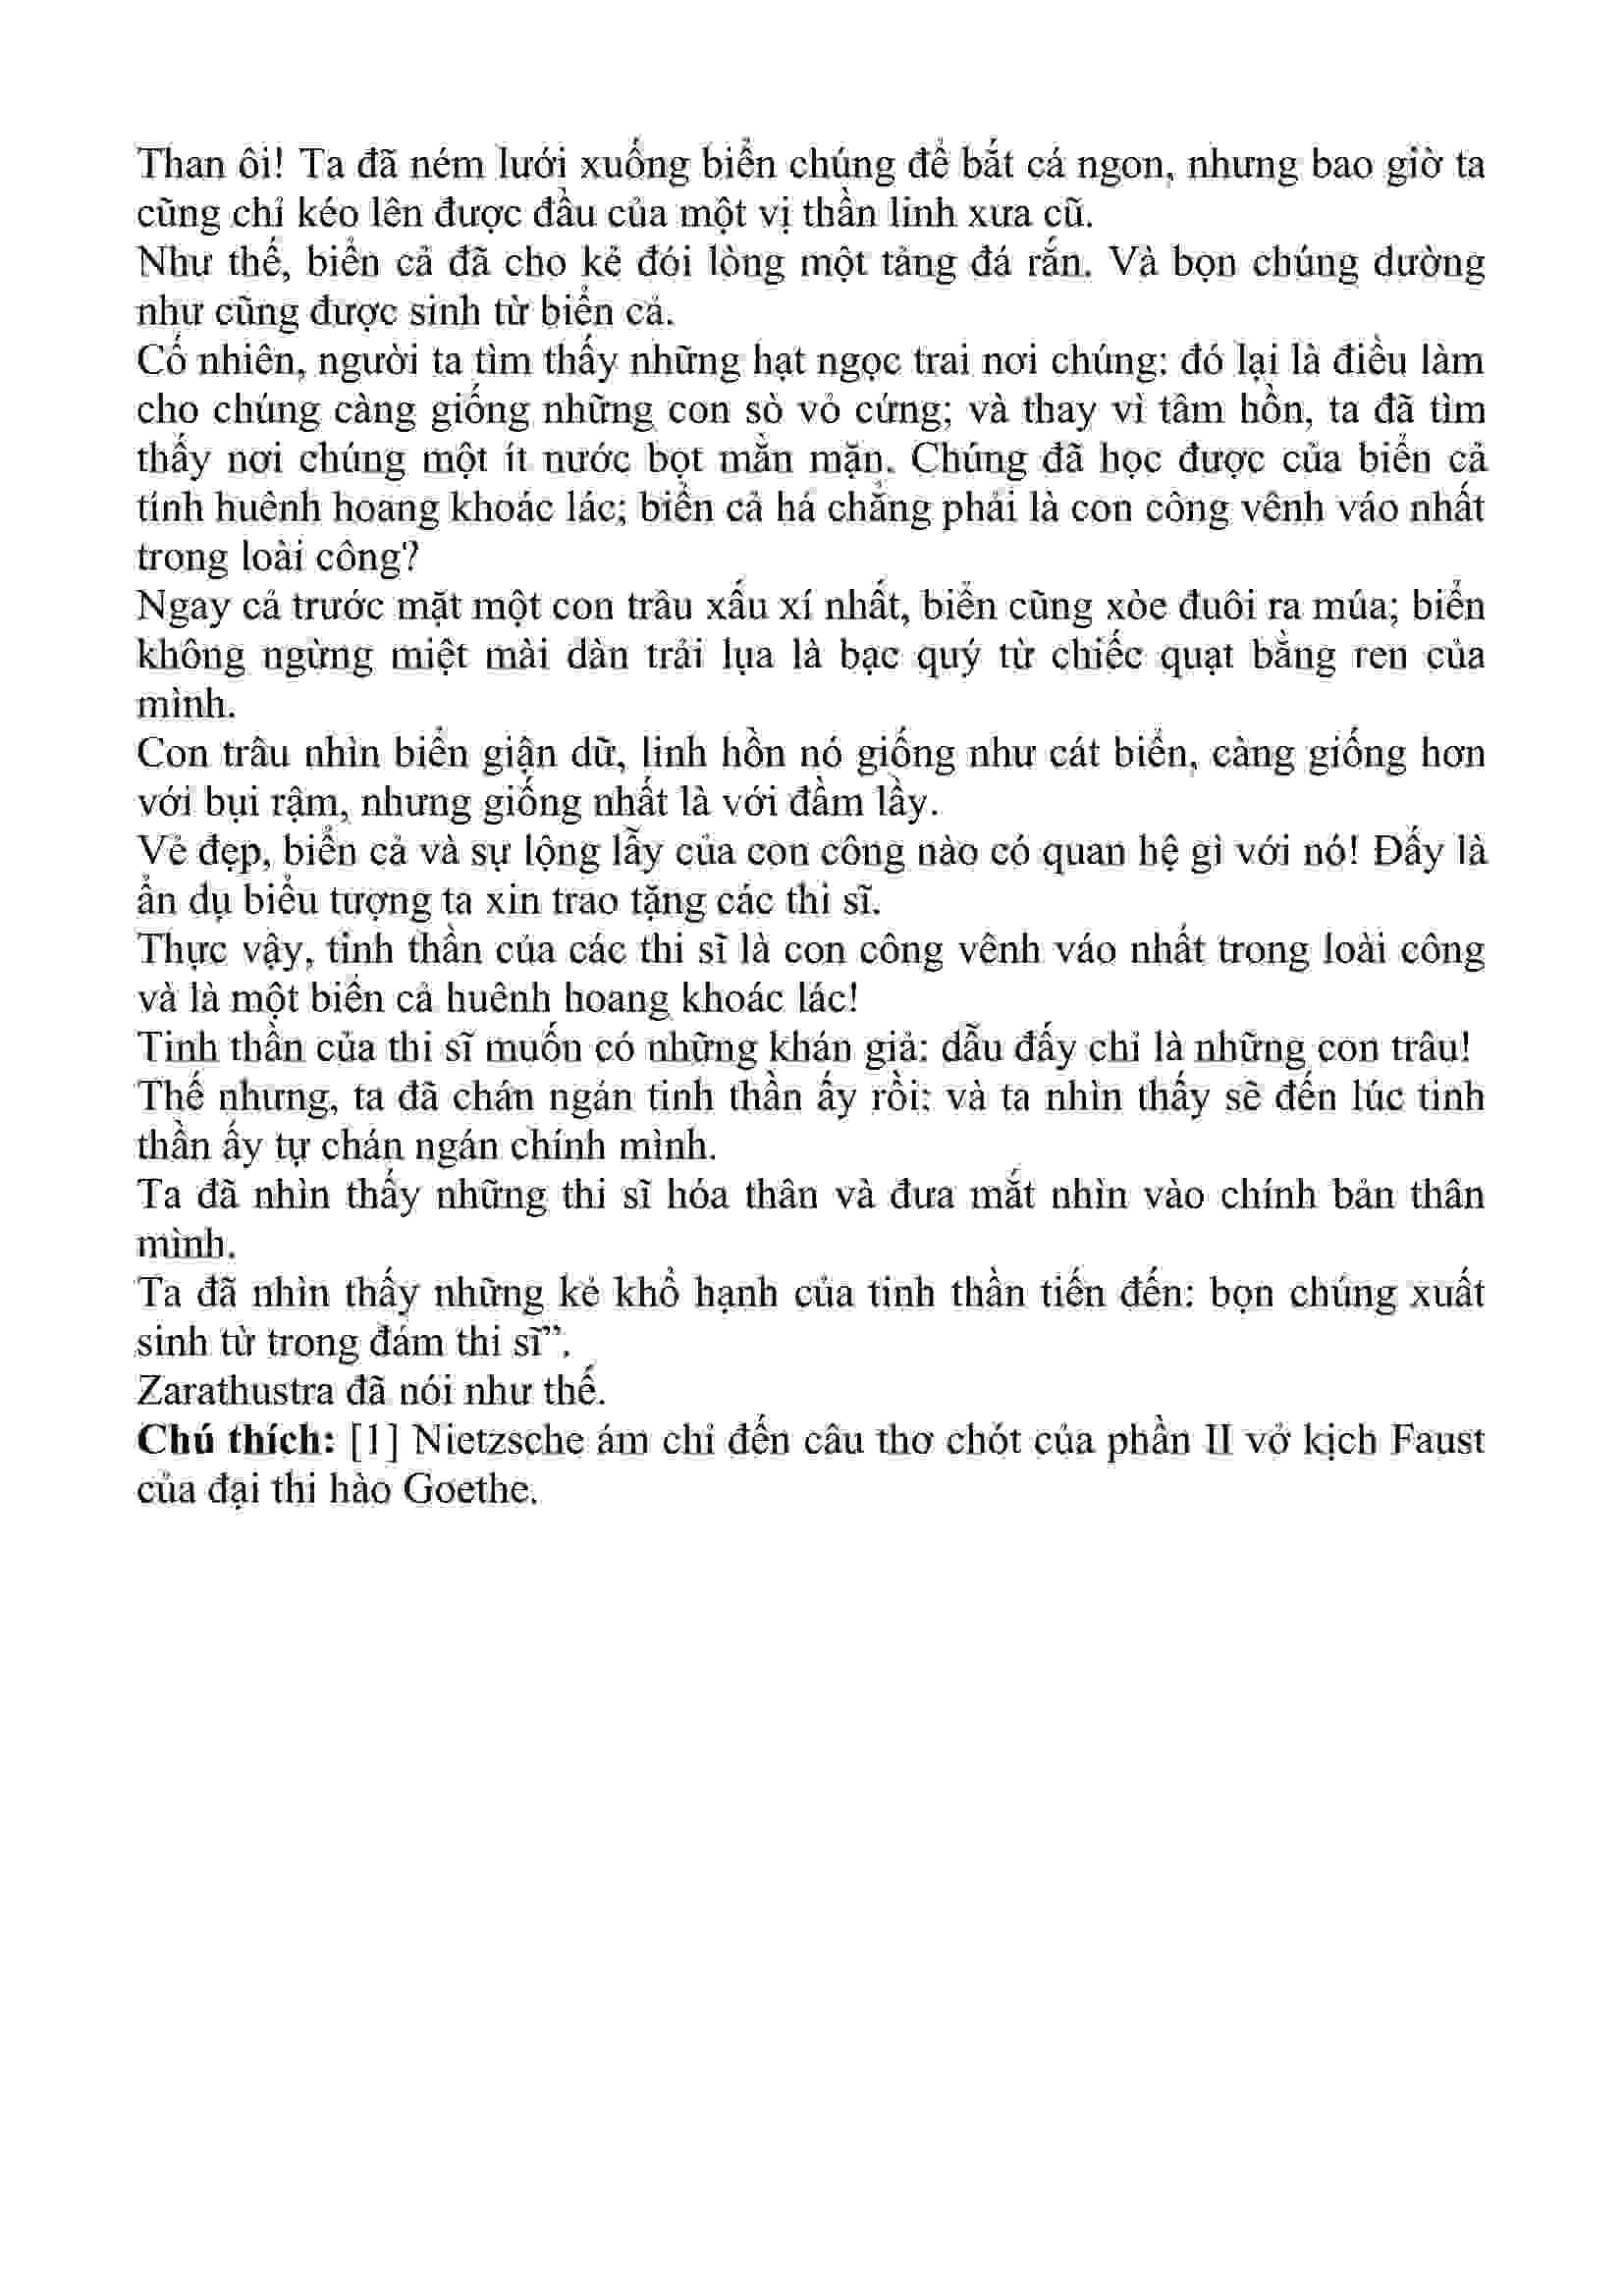 Than ôi! Ta đã ném lưới xuống biển chúng để bắt cá ngon, nhưng bao giờ ta
cũng chỉ kéo lên được đầu của một vị thần linh xưa cũ.
Như thế, biển cả đã cho kẻ đói lòng một tảng đá rắn. Và bọn chúng dường
như cũng được sinh từ biển cả.
Cố nhiên, người ta tìm thấy những hạt ngọc trai nơi chúng: đó lại là điều làm
cho chúng càng giống những con sò vỏ cứng; và thay vì tâm hồn, ta đã tìm
thấy nơi chúng một ít nước bọt mằn mặn. Chúng đã học được của biển cả
tính huênh hoang khoác lác; biển cả há chẳng phải là con công vênh váo nhất
trong loài công?
Ngay cả trước mặt một con trâu xấu xí nhất, biển cũng xòe đuôi ra múa; biển
không ngừng miệt mài dàn trải lụa là bạc quý từ chiếc quạt bằng ren của
mình.
Con trâu nhìn biển giận dữ, linh hồn nó giống như cát biển, càng giống hơn
với bụi rậm, nhưng giống nhất là với đầm lầy.
Vẻ đẹp, biển cả và sự lộng lẫy của con công nào có quan hệ gì với nó! Đấy là
ẩn dụ biểu tượng ta xin trao tặng các thi sĩ.
Thực vậy, tinh thần của các thi sĩ là con công vênh váo nhất trong loài công
và là một biển cả huênh hoang khoác lác!
Tinh thần của thi sĩ muốn có những khán giả: dẫu đấy chỉ là những con trâu!
Thế nhưng, ta đã chán ngán tinh thần ấy rồi; và ta nhìn thấy sẽ đến lúc tinh
thần ấy tự chán ngán chính mình.
Ta đã nhìn thấy những thi sĩ hóa thân và đưa mắt nhìn vào chính bản thân
mình.
Ta đã nhìn thấy những kẻ khổ hạnh của tinh thần tiến đến: bọn chúng xuất
sinh từ trong đám thi sĩ”.
Zarathustra đã nói như thế.
Chú thích: [1] Nietzsche ám chỉ đến câu thơ chót của phần II vở kịch Faust
của đại thi hào Goethe.